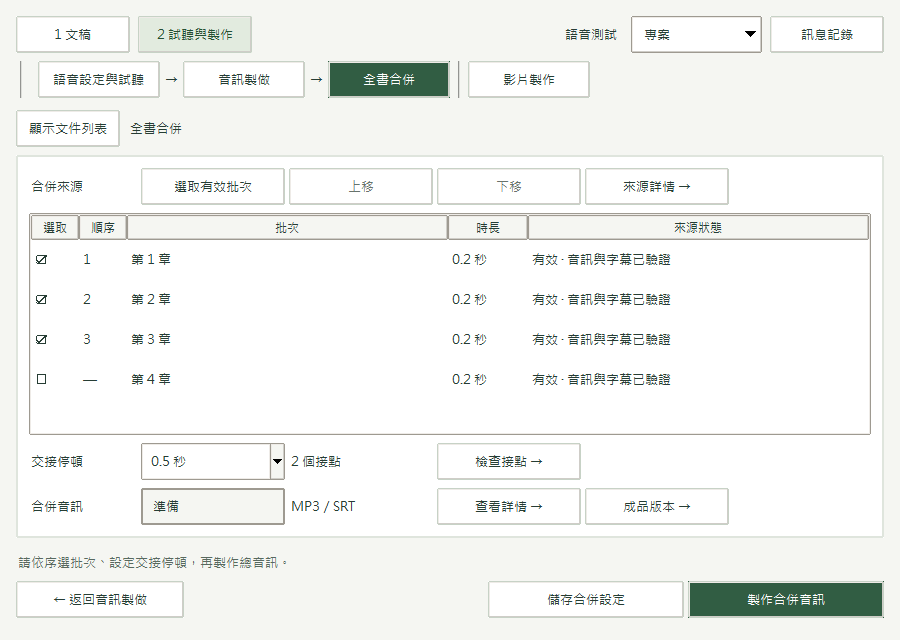 1 文稿 2 試聽與製作 語音測試 專案 訊息記錄
語音設定與試聽 → 音訊製做 → 全書合併 影片製作
顯示文件列表 全書合併
合併來源 選取有效批次 上移 下移 來源詳情 →
選取 順序 批次 時長 來源狀態
1 第 1 章 0.2 秒 有效 · 音訊與字幕已驗證
2 第 2 章 0.2 秒 有效 · 音訊與字幕已驗證
3 第 3 章 0.2 秒 有效 · 音訊與字幕已驗證
— 第 4 章 0.2 秒 有效 · 音訊與字幕已驗證
交接停頓 0.5 秒 2 個接點 檢查接點 →
合併音訊 準備 MP3 / SRT 查看詳情 → 成品版本 →
請依序選批次、設定交接停頓，再製作總音訊。
← 返回音訊製做 儲存合併設定 製作合併音訊